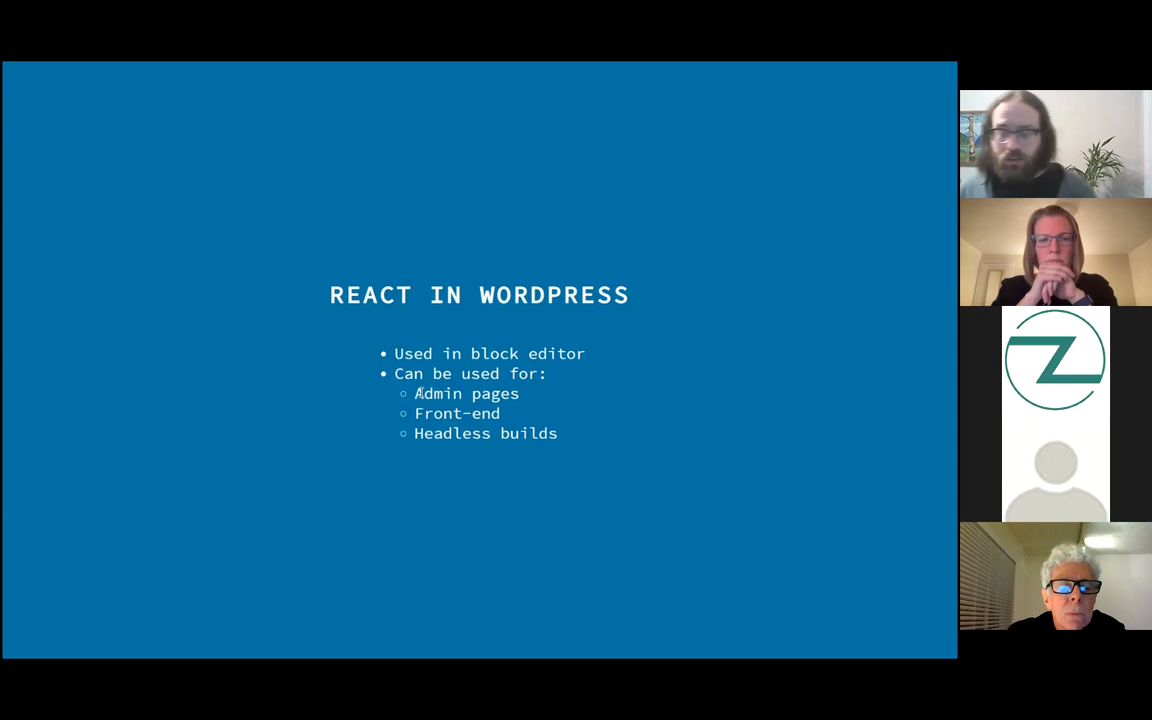 REACT IN WORDPRESS
• Used in block editor
• Can be used for:
○ Admin pages
○ Front-end
○ Headless builds
Z